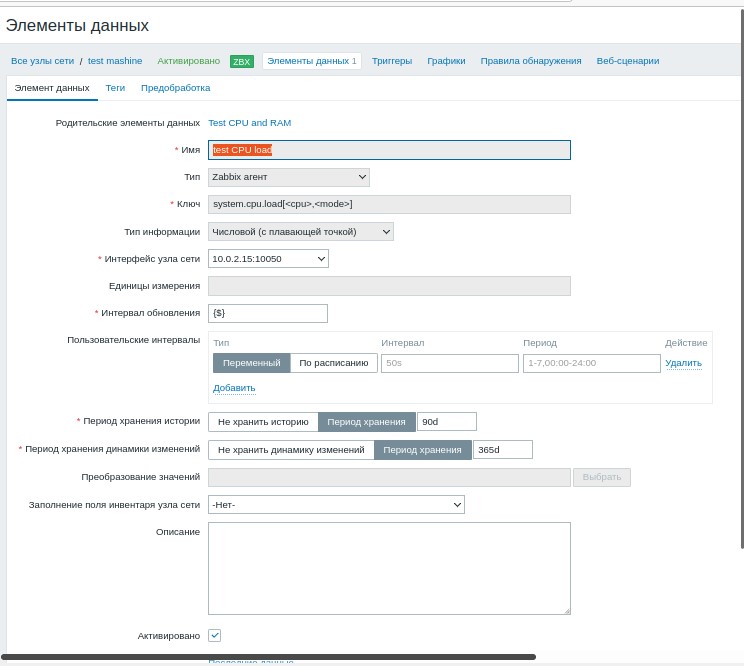 Элементы данных
Все узлы сети / test mashine Активировано ZBX Элементы данных 1 Триггеры Графики Правила обнаружения Веб-сценарии
Элемент данных Теги Предобработка
Родительские элементы данных Test CPU and RAM
* Имя test CPU load
Тип Zabbix агент
* Ключ system.cpu.load[<cpu>,<mode>]
Тип информации Числовой (с плавающей точкой)
* Интерфейс узла сети 10.0.2.15:10050
Единицы измерения
* Интервал обновления {$}
Пользовательские интервалы Тип Интервал Период Действие
Переменный По расписанию 50s 1-7,00:00-24:00 Удалить
Добавить
* Период хранения истории Не хранить историю Период хранения 90d
* Период хранения динамики изменений Не хранить динамику изменений Период хранения 365d
Преобразование значений Выбрать
Заполнение поля инвентаря узла сети -Нет-
Описание
Активировано
Последние данные